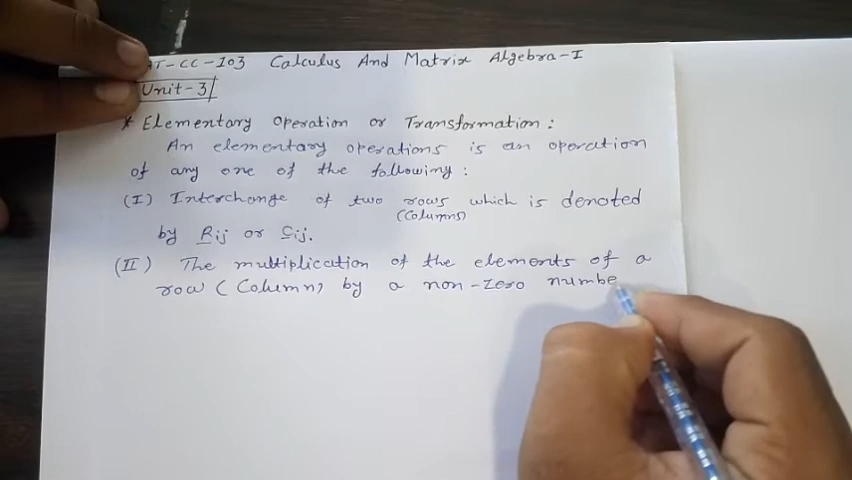 AT-CC-103 Calculus And Matrix Algebra-I
Unit-3
* Elementary Operation or Transformation:
An elementary operations is an operation
of any one of the following:
(I) Interchange of two rows which is denoted
(Columns)
by Rij or Cij.
(II) The multiplication of the elements of a
row (Column) by a non-zero numbe